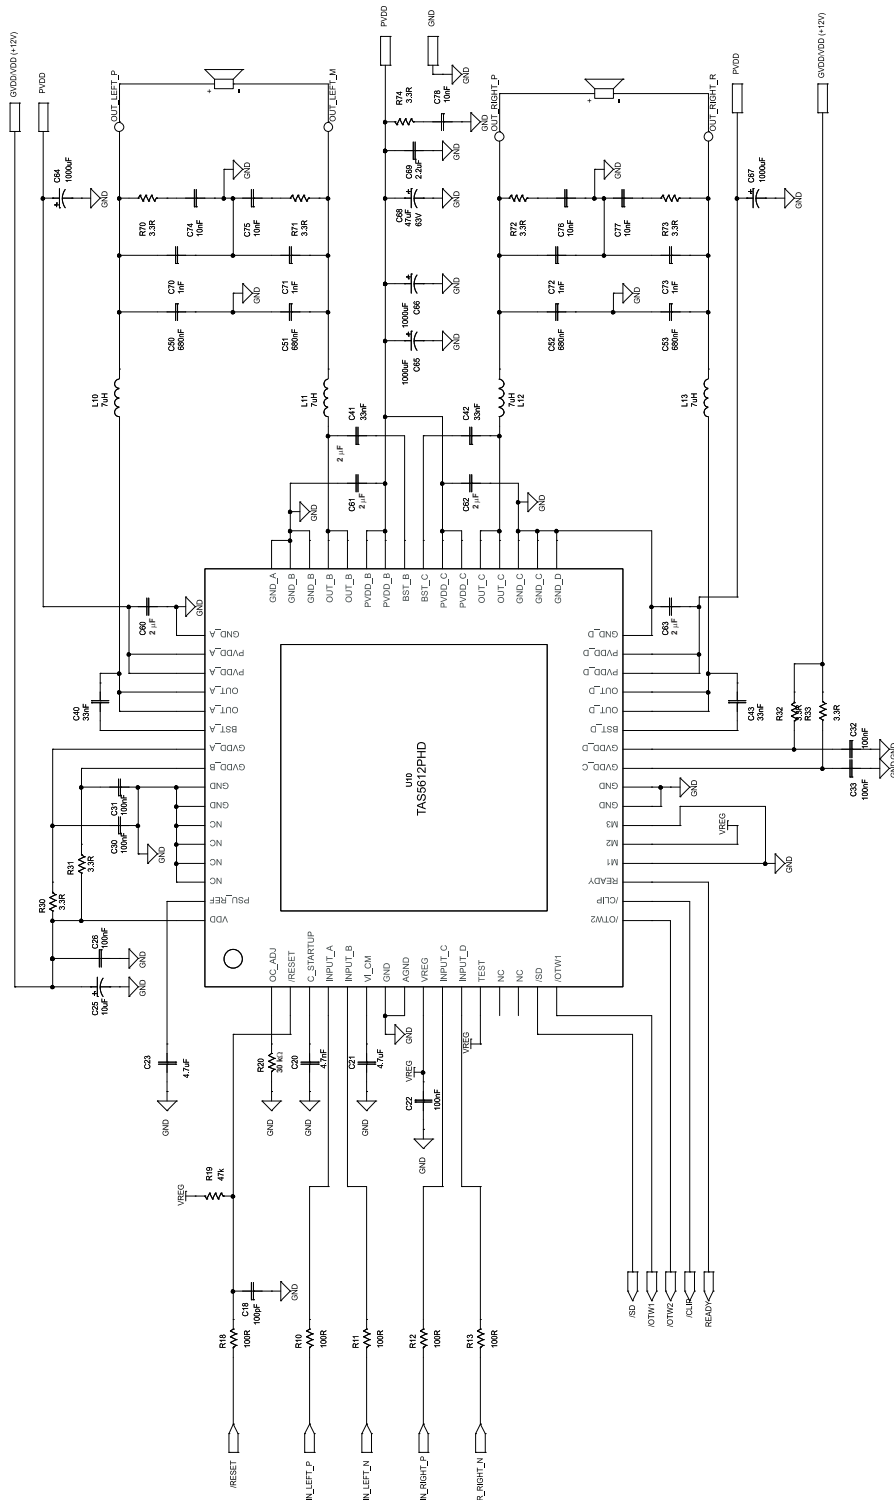 GVDD/VDD (+12V)
PVDD
OUT_LEFT_P
+
-
OUT_LEFT_M
PVDD
GND
GND
R74
3.3R
C78
10nF
GND
OUT_RIGHT_P
+
-
OUT_RIGHT_R
PVDD
GVDD/VDD (+12V)
C64
1000uF
+
GND
GND
C69
2.2uF
GND
GND
C67
1000uF
+
GND
R70
3.3R
C74
10nF
C75
10nF
R71
3.3R
+
C68
47uF
63V
GND
R72
3.3R
C76
10nF
C77
10nF
R73
3.3R
C70
1nF
C71
1nF
C72
1nF
C73
1nF
GND
+
1000uF
C66
GND
GND
C50
680nF
C51
680nF
+
1000uF
C65
GND
C52
680nF
C53
680nF
L10
7uH
L11
7uH
L12
7uH
L13
7uH
C41
33nF
2 µF
C42
33nF
C61
2 µF
GND
C62
2 µF
GND
GND_A
GND_B
GND_B
OUT_B
OUT_B
PVDD_B
PVDD_B
BST_B
BST_C
PVDD_C
PVDD_C
OUT_C
OUT_C
GND_C
GND_C
GND_D
C60
2 µF
GND
C63
2 µF
C40
33nF
C43
33nF
GND_A
PVDD_A
PVDD_A
OUT_A
OUT_A
BST_A
GVDD_A
GVDD_B
GND
GND
NC
NC
NC
NC
PSU_REF
VDD
GND_D
PVDD_D
PVDD_D
OUT_D
OUT_D
BST_D
GVDD_D
GVDD_C
GND
GND
M3
M2
M1
READY
/CLIP
/OTW2
U10
TAS5612PHD
R32
3.3R
R33
3.3R
C32
100nF
GND
C33
100nF
GND
GND
VREG
GND
C31
100nF
C30
100nF
GND
R31
3.3R
R30
3.3R
C26
100nF
GND
C25
10uF
+
GND
OC_ADJ
/RESET
C_STARTUP
INPUT_A
INPUT_B
VI_CM
GND
AGND
VREG
INPUT_C
INPUT_D
TEST
NC
NC
/SD
/OTW1
C23
4.7uF
GND
R20
30 kΩ
GND
C20
4.7nF
GND
C21
4.7uF
GND
GND
VREG
C22
100nF
GND
VREG
VREG
R19
47k
C18
100pF
GND
R18
100R
R10
100R
R11
100R
R12
100R
R13
100R
/RESET
IN_LEFT_P
IN_LEFT_N
IN_RIGHT_P
R_RIGHT_N
/SD
/OTW1
/OTW2
/CLIP
READY